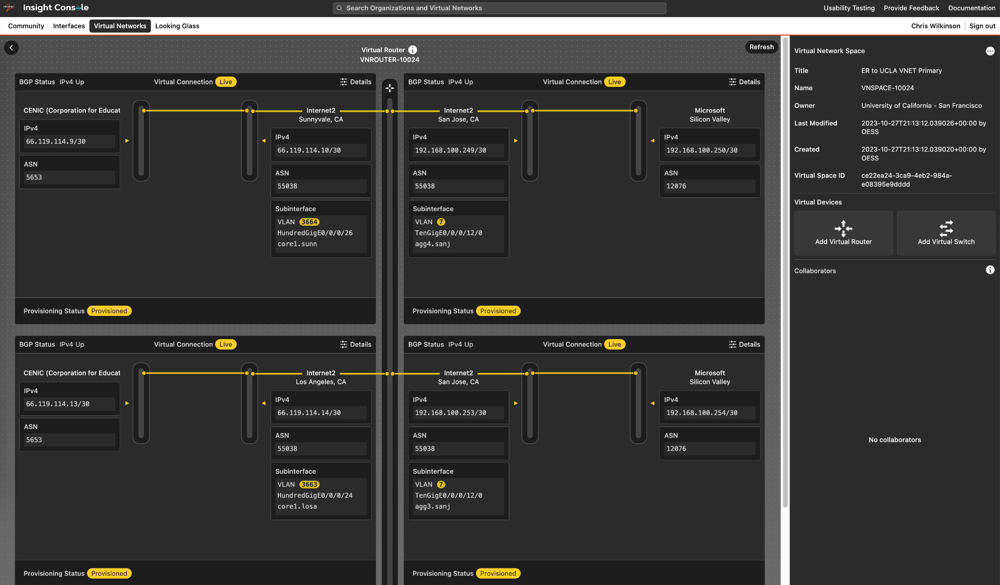 INTERNET
2
Insight Console
Search Organizations and Virtual Networks
Usability Testing
Provide Feedback
Documentation
Community
Interfaces
Virtual Networks
Looking Glass
Chris Wilkinson
Sign out
Virtual Router
VNROUTER-10024
Refresh
BGP Status IPv4 Up
Virtual Connection Live
Details
CENIC (Corporation for Educat
IPv4
66.119.114.9/30
ASN
5653
Internet2
Sunnyvale, CA
IPv4
66.119.114.10/30
ASN
55038
Subinterface
VLAN 3664
HundredGigE0/0/0/26
core1.sunn
Provisioning Status Provisioned
BGP Status IPv4 Up
Virtual Connection Live
Details
Internet2
San Jose, CA
IPv4
192.168.100.249/30
ASN
55038
Subinterface
VLAN 7
TenGigE0/0/0/12/0
agg4.sanj
Microsoft
Silicon Valley
IPv4
192.168.100.250/30
ASN
12076
Provisioning Status Provisioned
BGP Status IPv4 Up
Virtual Connection Live
Details
CENIC (Corporation for Educat
IPv4
66.119.114.13/30
ASN
5653
Internet2
Los Angeles, CA
IPv4
66.119.114.14/30
ASN
55038
Subinterface
VLAN 3663
HundredGigE0/0/0/24
core1.losa
Provisioning Status Provisioned
BGP Status IPv4 Up
Virtual Connection Live
Details
Internet2
San Jose, CA
IPv4
192.168.100.253/30
ASN
55038
Subinterface
VLAN 7
TenGigE0/0/0/12/0
agg3.sanj
Microsoft
Silicon Valley
IPv4
192.168.100.254/30
ASN
12076
Provisioning Status Provisioned
Virtual Network Space
Title ER to UCLA VNET Primary
Name VNSPACE-10024
Owner University of California - San Francisco
Last Modified 2023-10-27T21:13:12.039026+00:00 by
OESS
Created 2023-10-27T21:13:12.039020+00:00 by
OESS
Virtual Space ID ce22ea24-3ca9-4eb2-984a-
e08395e9dddd
Virtual Devices
Add Virtual Router
Add Virtual Switch
Collaborators
No collaborators